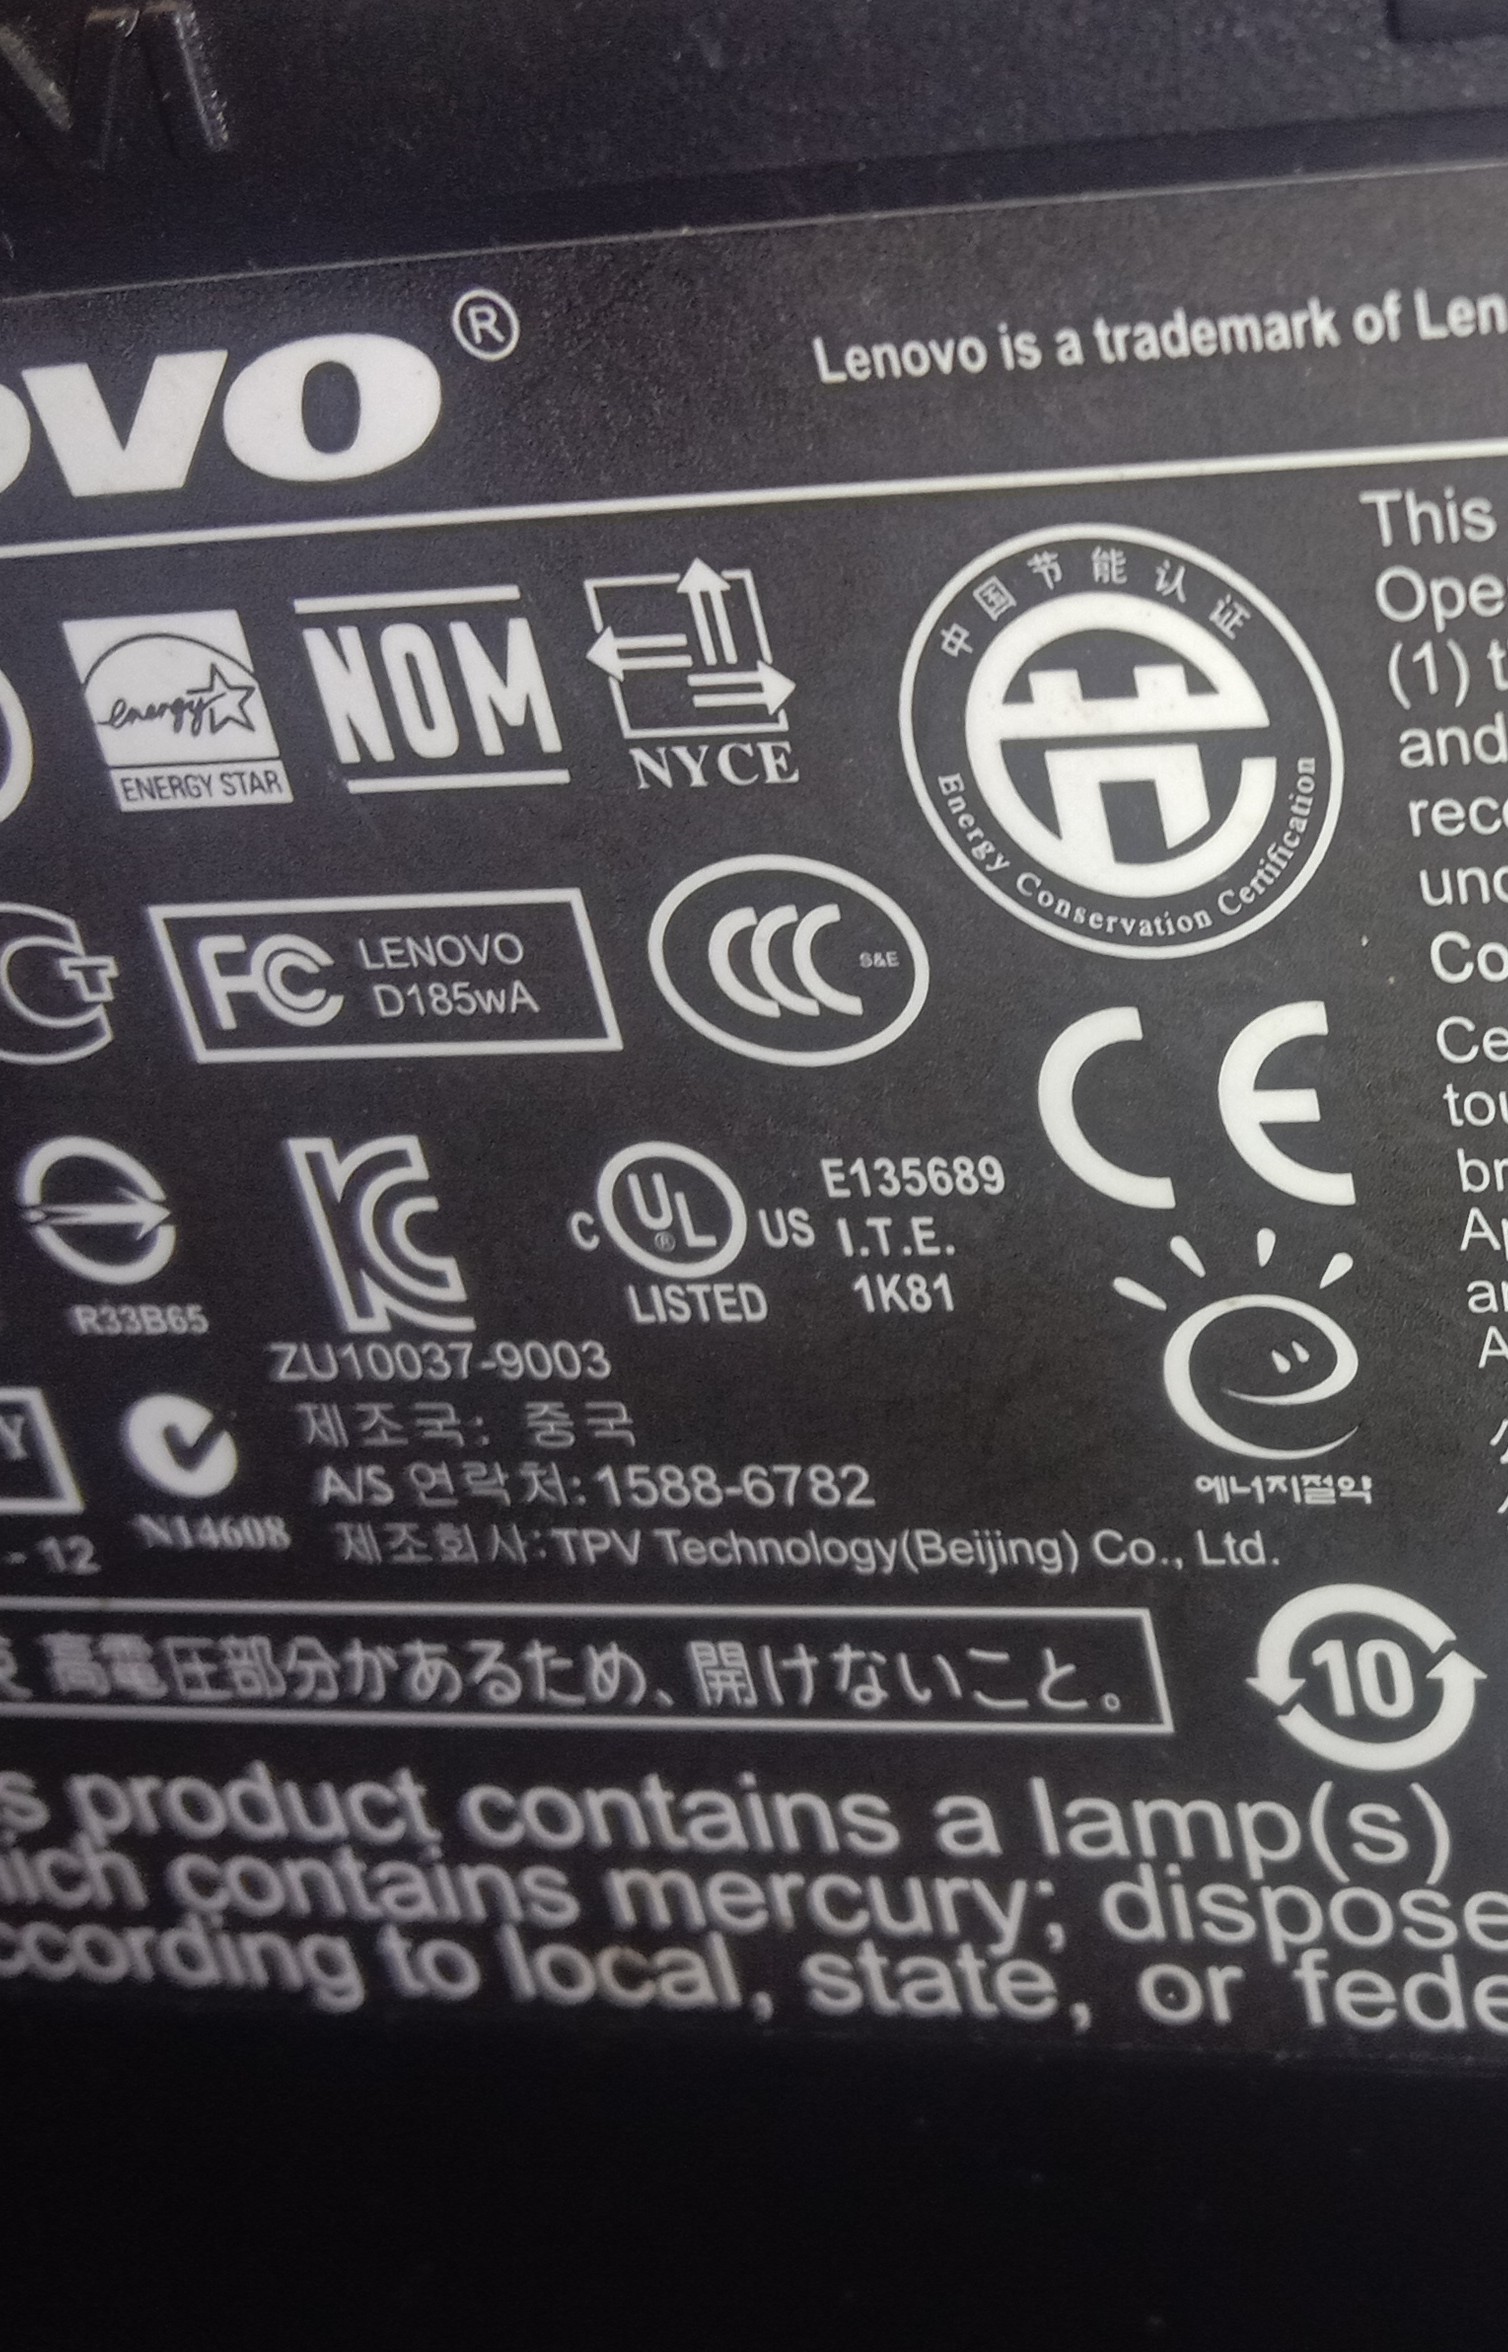 ovo®
Lenovo is a trademark of Len
This
Ope
(1) t
and
rec
und
Co
Ce
tou
br
Ap
an
A
energy
ENERGY STAR
NOM
NYCE
中国节能认证
Energy Conservation Certification
FC LENOVO
D185wA
CCC S&E
CE
R33B65
C UL® US
LISTED
E135689
I.T.E.
1K81
ZU10037-9003
제조국: 중국
A/S 연락처: 1588-6782
제조회사: TPV Technology(Beijing) Co., Ltd.
에너지절약
N14608
- 12
高電圧部分があるため、開けないこと。
10
s product contains a lamp(s)
ich contains mercury; dispose
ccording to local, state, or fede